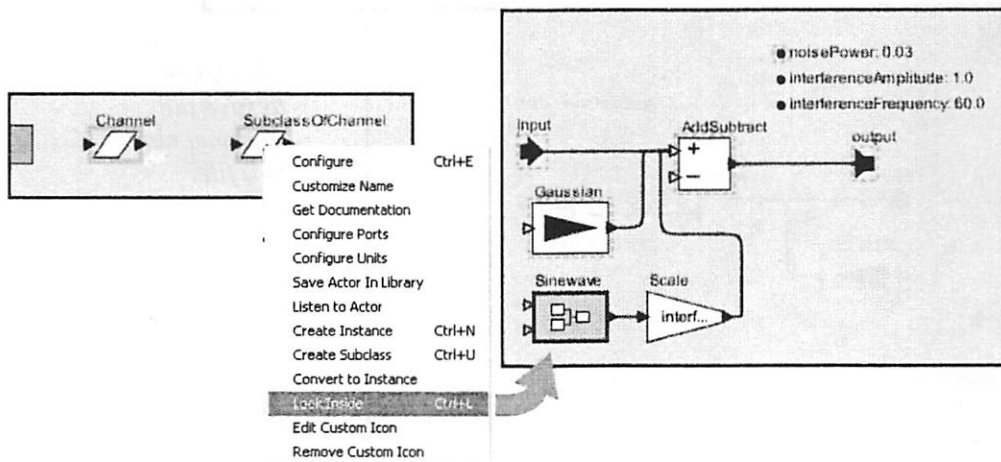 Channel
SubclassOfChannel
Configure Ctrl+E
Customize Name
Get Documentation
Configure Ports
Configure Units
Save Actor In Library
Listen to Actor
Create Instance Ctrl+N
Create Subclass Ctrl+U
Convert to Instance
Look Inside Ctrl+L
Edit Custom Icon
Remove Custom Icon
noisePower: 0.03
interferenceAmplitude: 1.0
interferenceFrequency: 60.0
input
AddSubtract
output
+
−
Gaussian
Sinewave
Scale
interf...